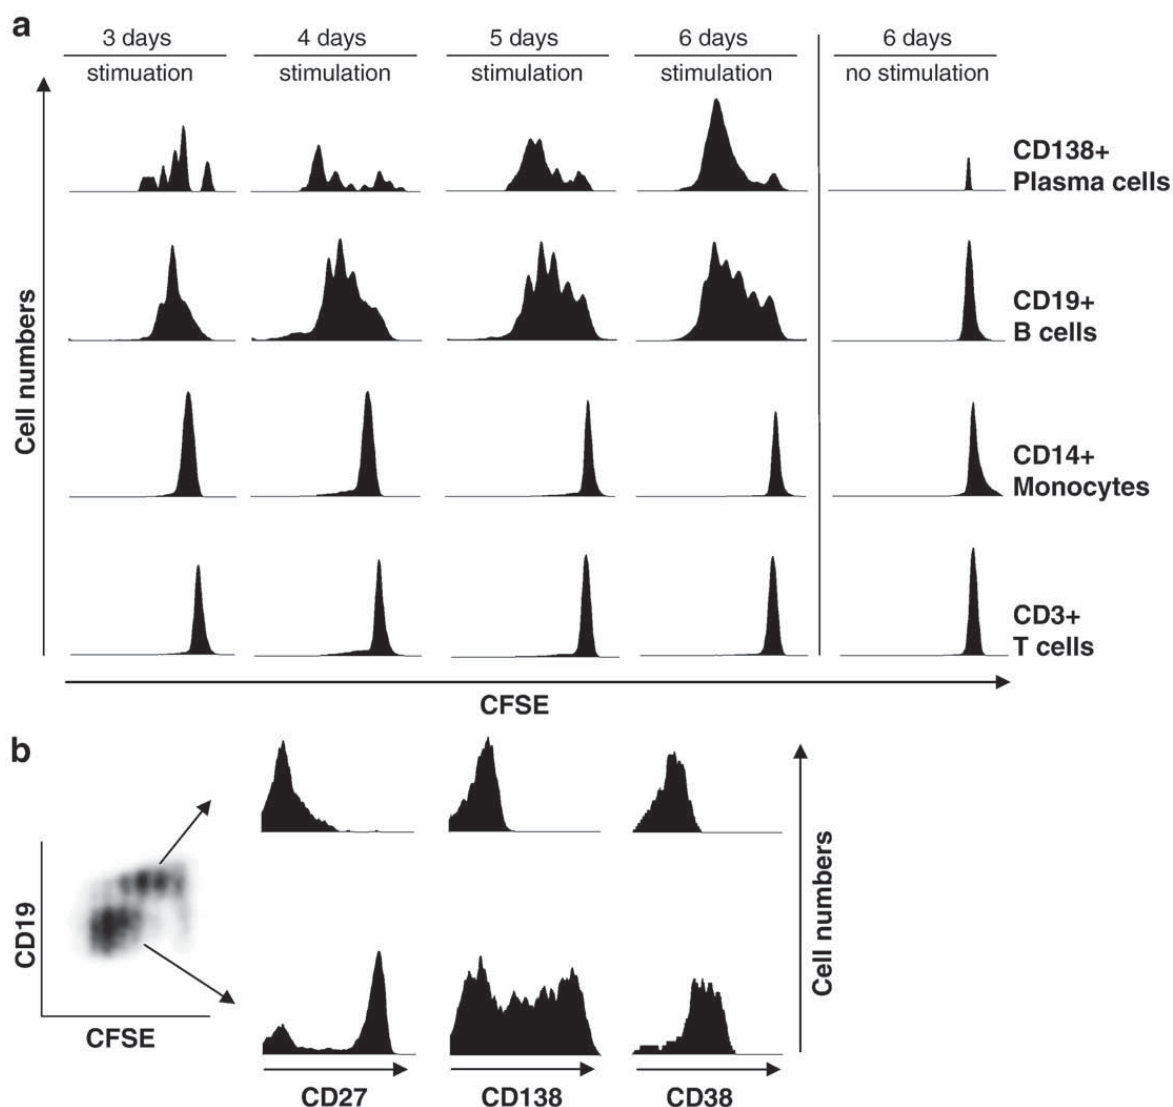 a
3 days
stimuation
4 days
stimulation
5 days
stimulation
6 days
stimulation
6 days
no stimulation
Cell numbers
CD138+
Plasma cells
CD19+
B cells
CD14+
Monocytes
CD3+
T cells
CFSE
b
CD19
CFSE
Cell numbers
CD27
CD138
CD38